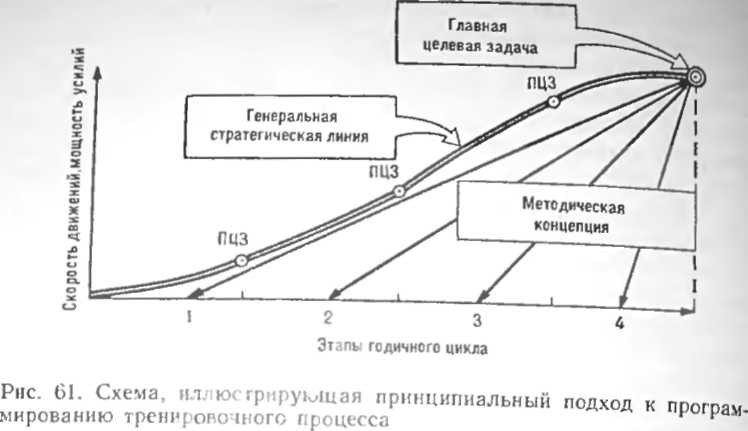 Главная
целевая задача
ПЦЗ
Генеральная
стратегическая линия
ПЦЗ
Методическая
концепция
ПЦЗ
Скорость движений, мощность усилий
1 2 3 4
Этапы годичного цикла
Рис. 61. Схема, иллюстрирующая принципиальный подход к програм-
мированию тренировочного процесса